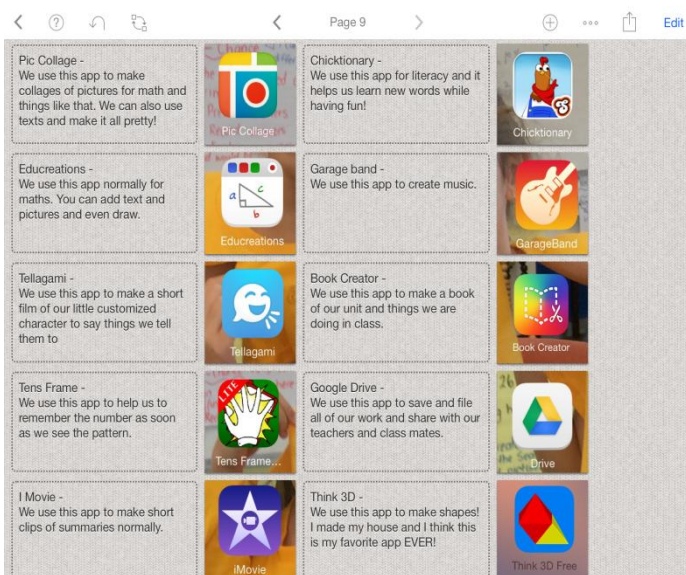 Page 9
Edit
Pic Collage -
We use this app to make
collages of pictures for math and
things like that. We can also use
texts and make it all pretty!
Pic Collage
Chicktionary -
We use this app for literacy and it
helps us learn new words while
having fun!
Chicktionary
Educreations -
We use this app normally for
maths. You can add text and
pictures and even draw.
a c b
Educreations
Garage band -
We use this app to create music.
GarageBand
Tellagami -
We use this app to make a short
film of our little customized
character to say things we tell
them to
Tellagami
Book Creator -
We use this app to make a book
of our unit and things we are
doing in class.
Book Creator
Tens Frame -
We use this app to help us to
remember the number as soon
as we see the pattern.
LITE
Tens Frame...
Google Drive -
We use this app to save and file
all of our work and share with our
teachers and class mates.
Drive
I Movie -
We use this app to make short
clips of summaries normally.
iMovie
Think 3D -
We use this app to make shapes!
I made my house and I think this
is my favorite app EVER!
Think 3D Free